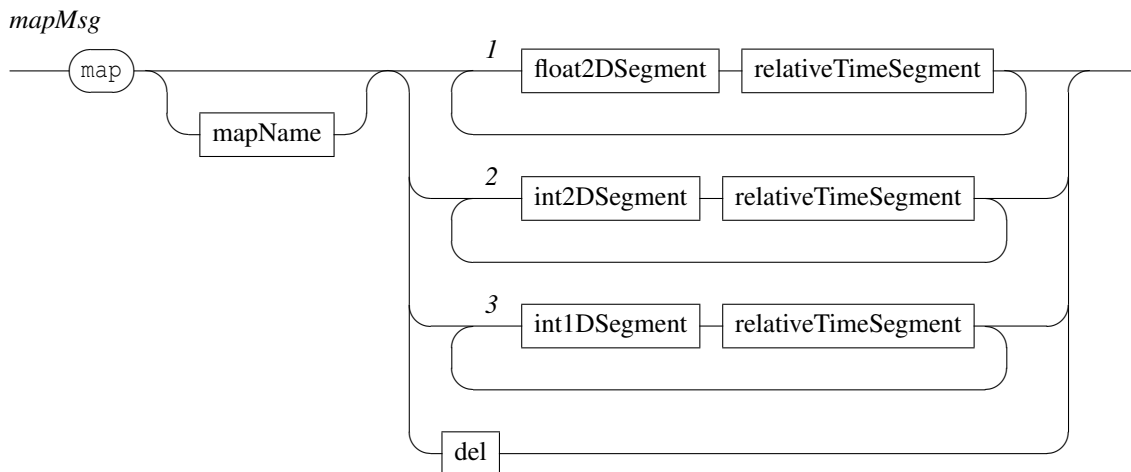 mapMsg
1
map float2DSegment relativeTimeSegment
mapName
2
int2DSegment relativeTimeSegment
3
int1DSegment relativeTimeSegment
del